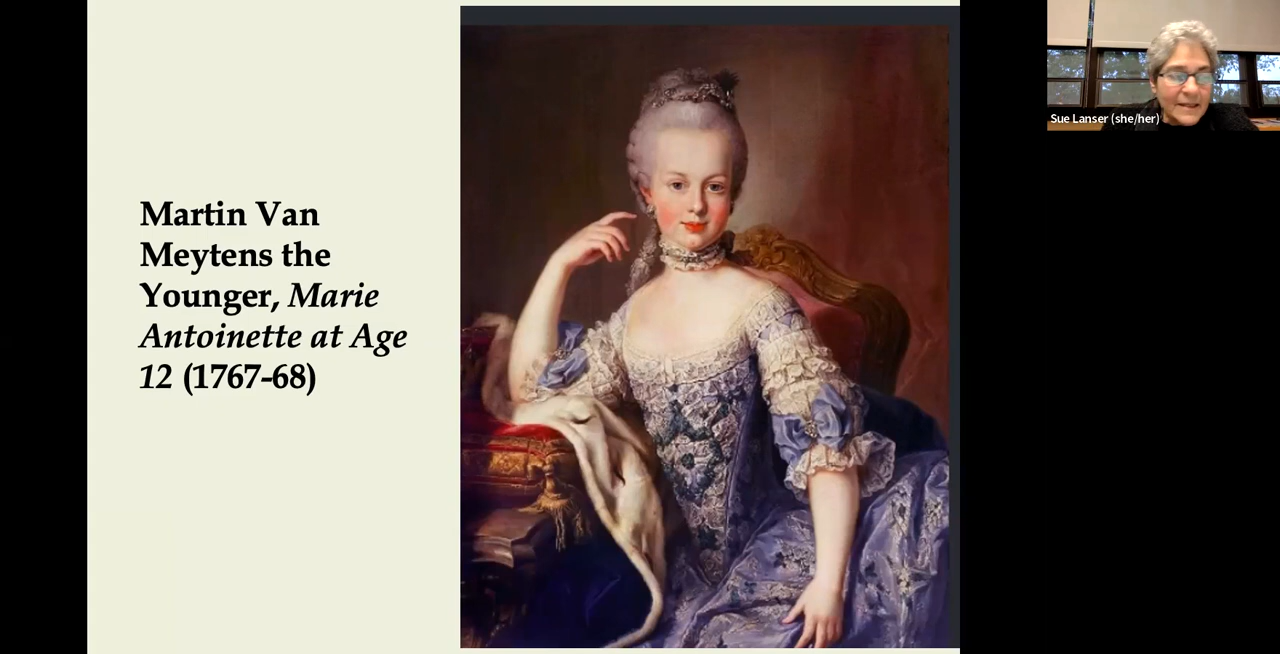 Martin Van
Meytens the
Younger, Marie
Antoinette at Age
12 (1767-68)
Sue Lanser (she/her)